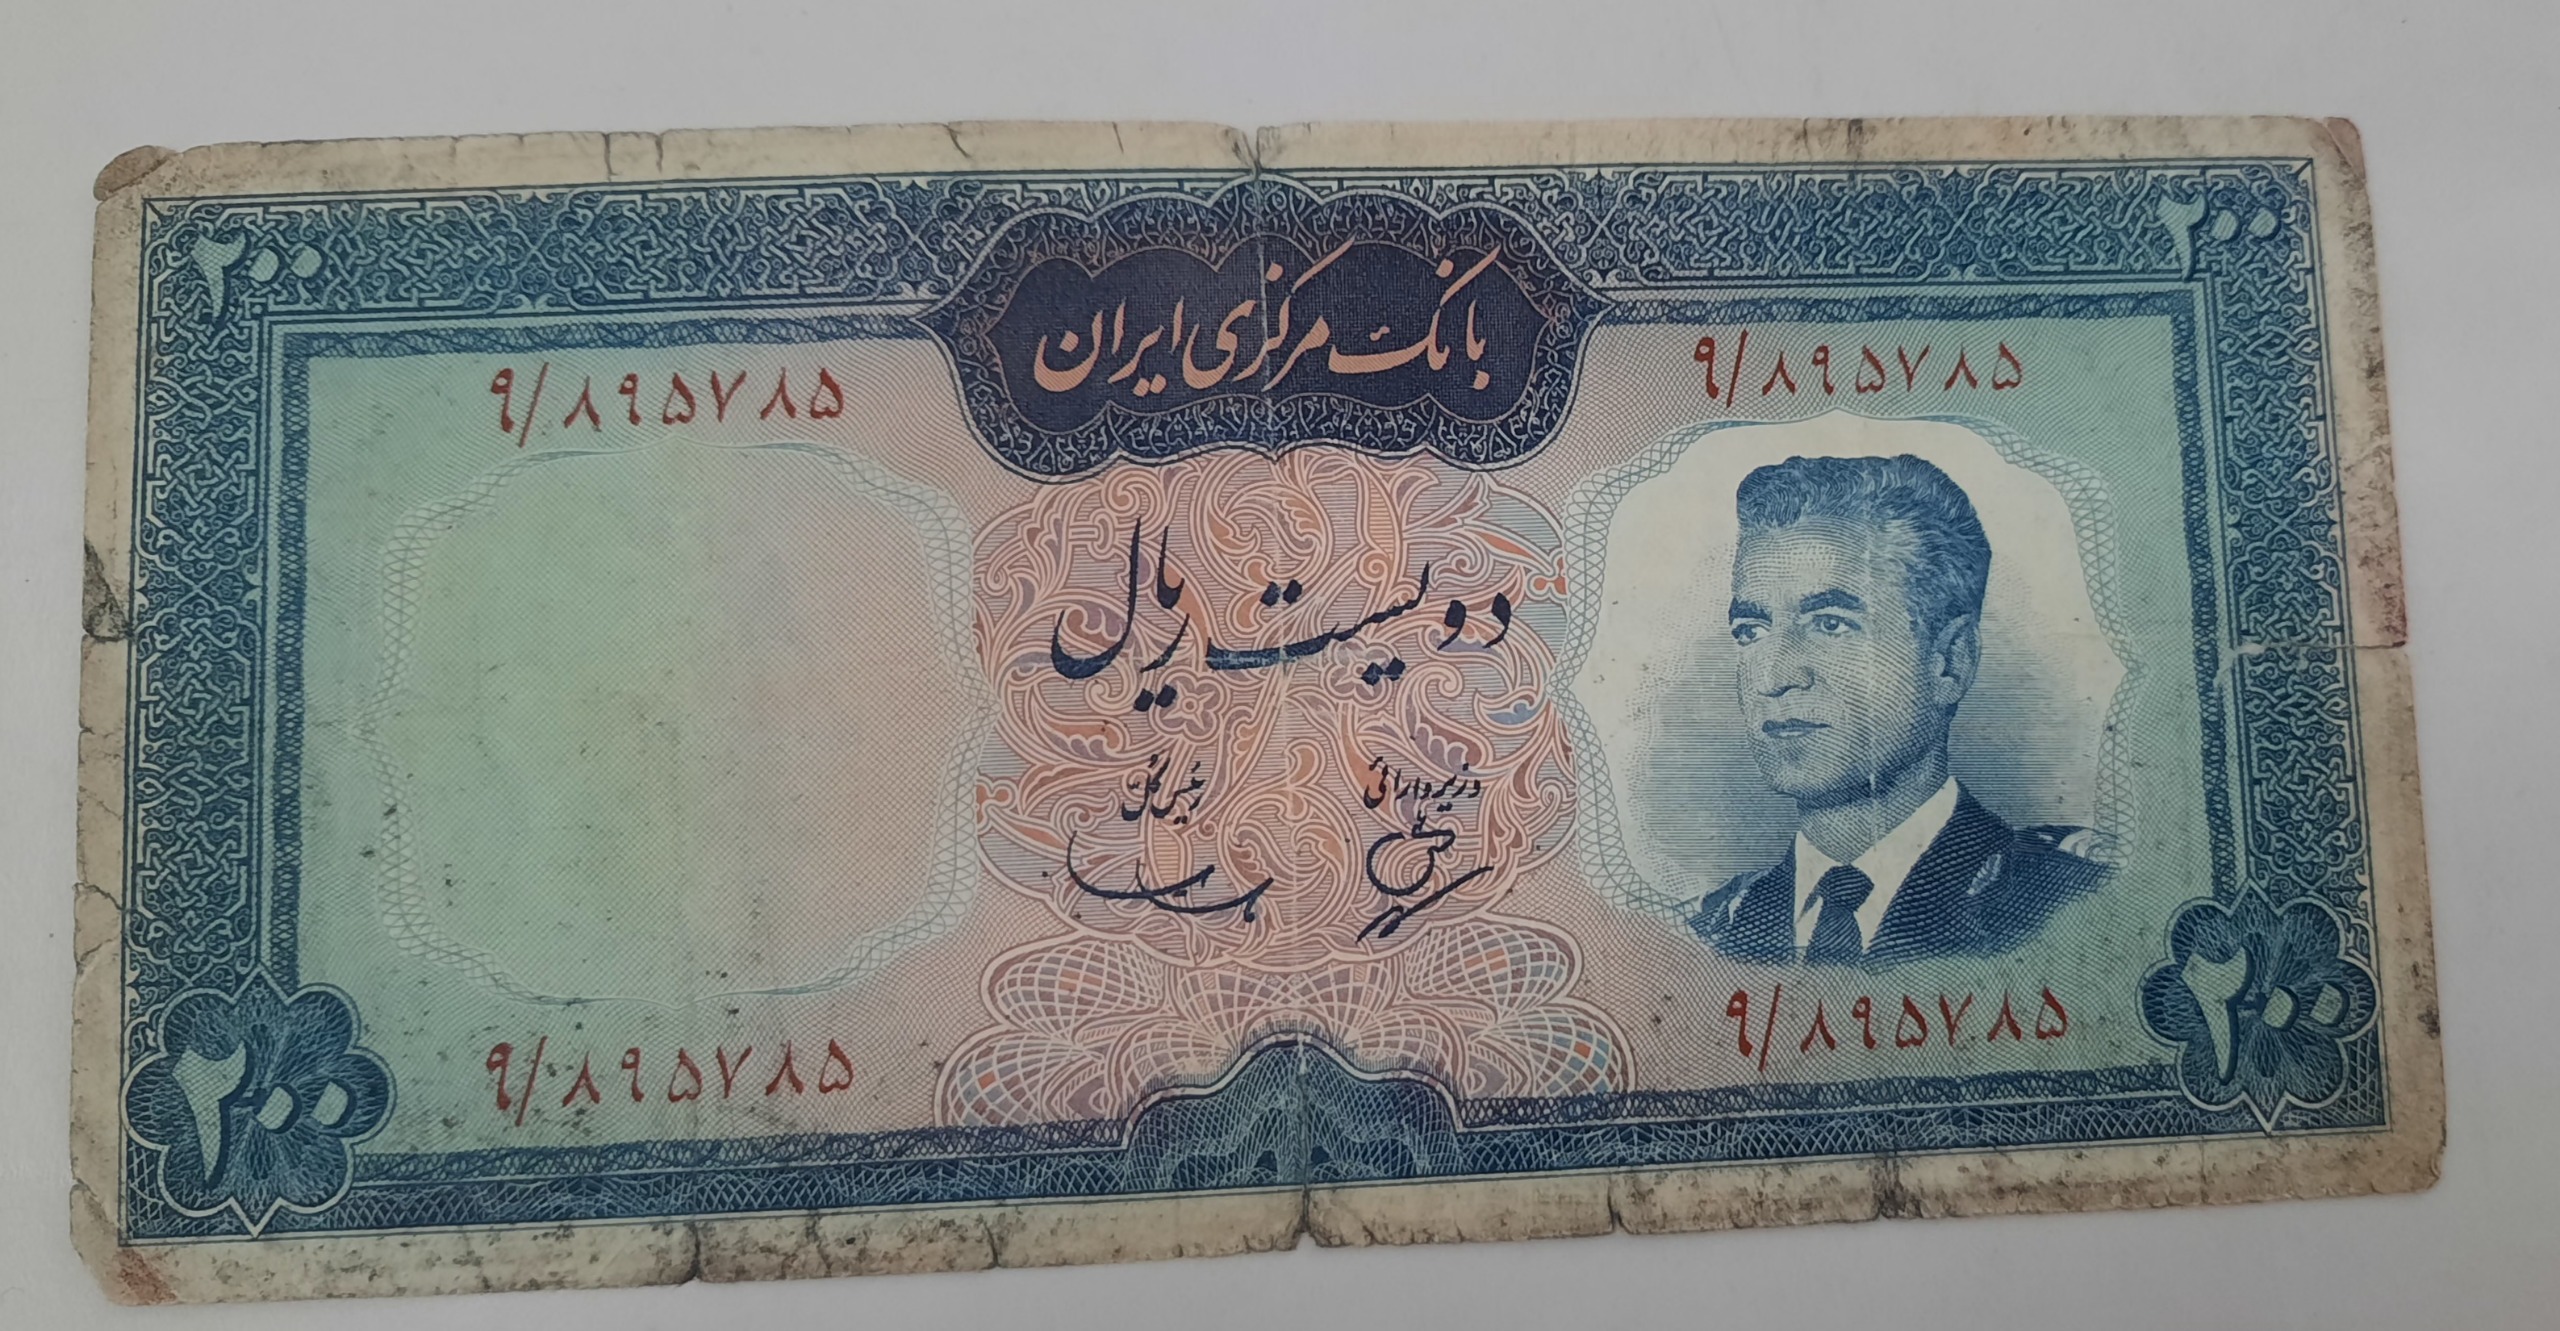 ۲۰۰
۲۰۰
بانک مرکزی ایران
۹/۸۹۵۷۸۵
۹/۸۹۵۷۸۵
دویست ریال
وزیر دارائی
رئیس کل
۹/۸۹۵۷۸۵
۹/۸۹۵۷۸۵
۲۰۰
۲۰۰